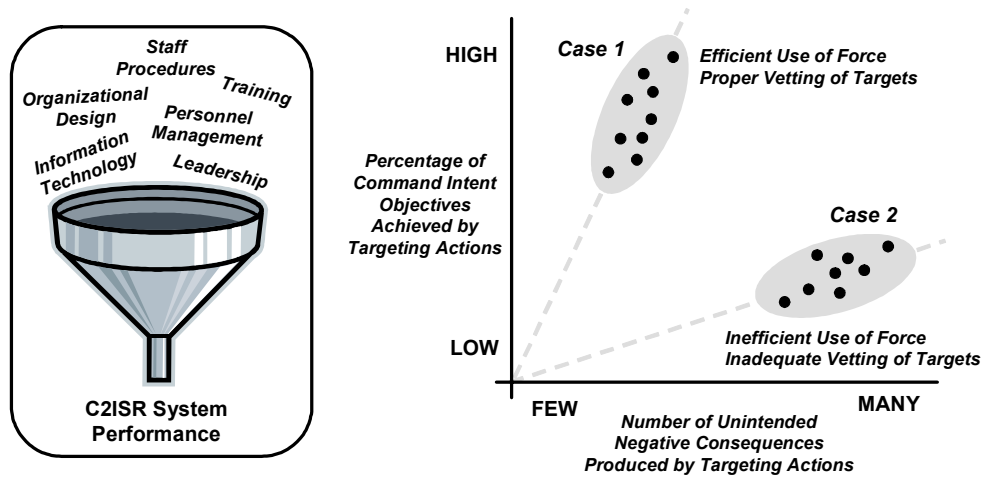 Staff
Procedures
Training
Organizational
Design
Personnel
Management
Information
Technology
Leadership
C2ISR System
Performance
HIGH
Case 1
Efficient Use of Force
Proper Vetting of Targets
Percentage of
Command Intent
Objectives
Achieved by
Targeting Actions
Case 2
LOW
Inefficient Use of Force
Inadequate Vetting of Targets
FEW
MANY
Number of Unintended
Negative Consequences
Produced by Targeting Actions